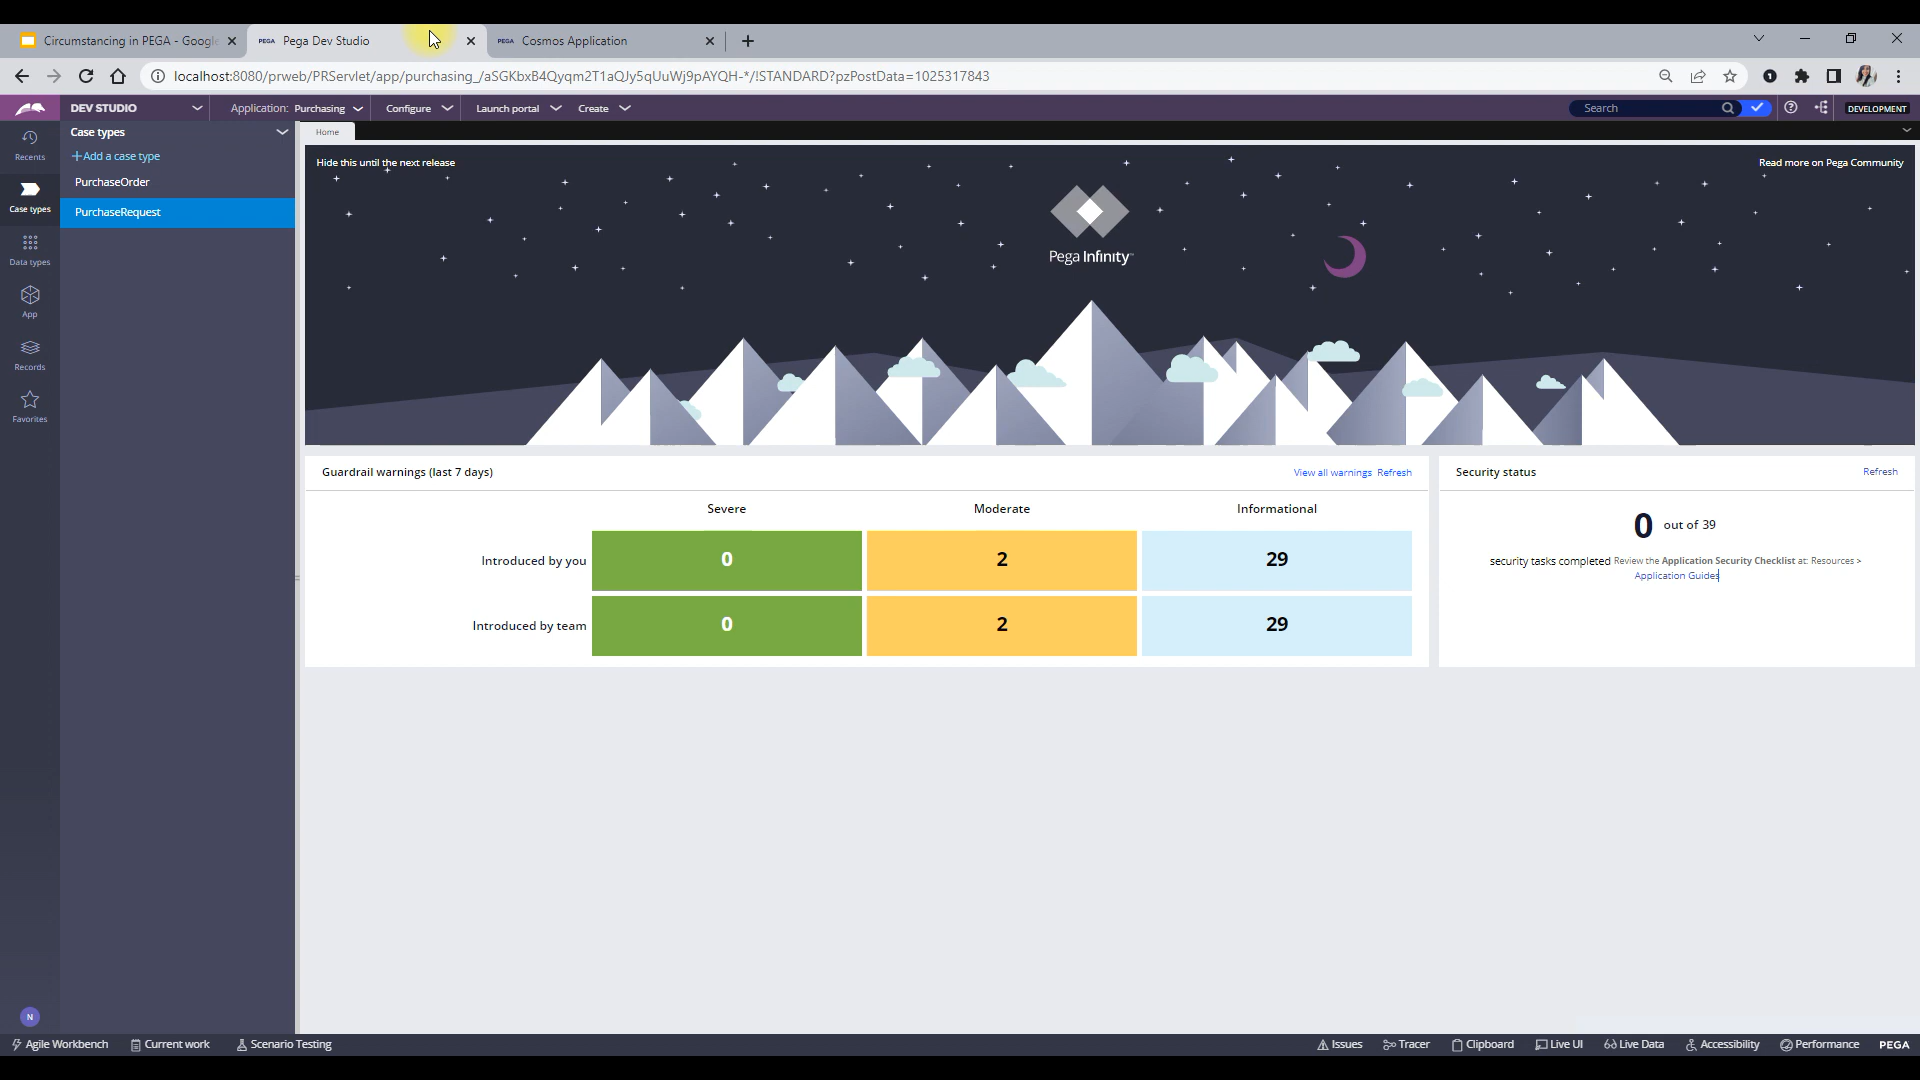 Circumstancing in PEGA - Google
PEGA Pega Dev Studio
PEGA Cosmos Application
localhost:8080/prweb/PRServlet/app/purchasing_/aSGKbxB4Qyqm2T1aQJy5qUuWj9pAYQH-*/!STANDARD?pzPostData=1025317843
DEV STUDIO
Application: Purchasing
Configure
Launch portal
Create
Search
DEVELOPMENT
Recents
Case types
Data types
App
Records
Favorites
N
Case types
+Add a case type
PurchaseOrder
PurchaseRequest
Home
Hide this until the next release
Read more on Pega Community
Pega Infinity
Guardrail warnings (last 7 days)
View all warnings Refresh
Severe Moderate Informational
Introduced by you 0 2 29
Introduced by team 0 2 29
Security status
Refresh
0 out of 39
security tasks completed Review the Application Security Checklist at: Resources >
Application Guides
Agile Workbench
Current work
Scenario Testing
Issues
Tracer
Clipboard
Live UI
Live Data
Accessibility
Performance
PEGA